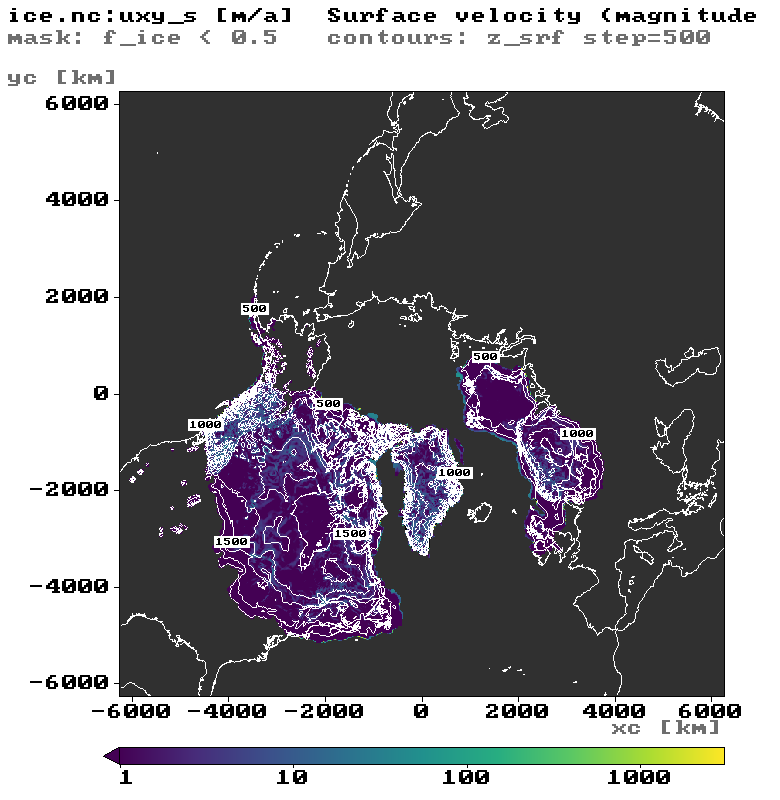 ice.nc:uxy_s [m/a]  Surface velocity (magnitude
mask: f_ice < 0.5  contours: z_srf step=500
yc [km]
6000
4000
2000
500
500
0
500
1000
1000
1000
-2000
1500
1500
-4000
-6000
-6000 -4000 -2000 0 2000 4000 6000
xc [km]
1 10 100 1000